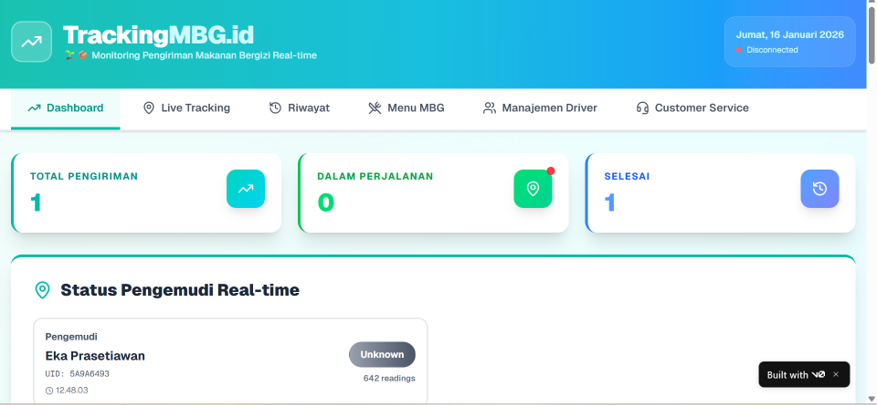 TrackingMBG.id
🌱 🍅 Monitoring Pengiriman Makanan Bergizi Real-time
Jumat, 16 Januari 2026
Disconnected
Dashboard
Live Tracking
Riwayat
Menu MBG
Manajemen Driver
Customer Service
TOTAL PENGIRIMAN
1
DALAM PERJALANAN
0
SELESAI
1
Status Pengemudi Real-time
Pengemudi
Eka Prasetiawan
UID: 5A9A6493
12.48.03
Unknown
642 readings
Built with v0 ×